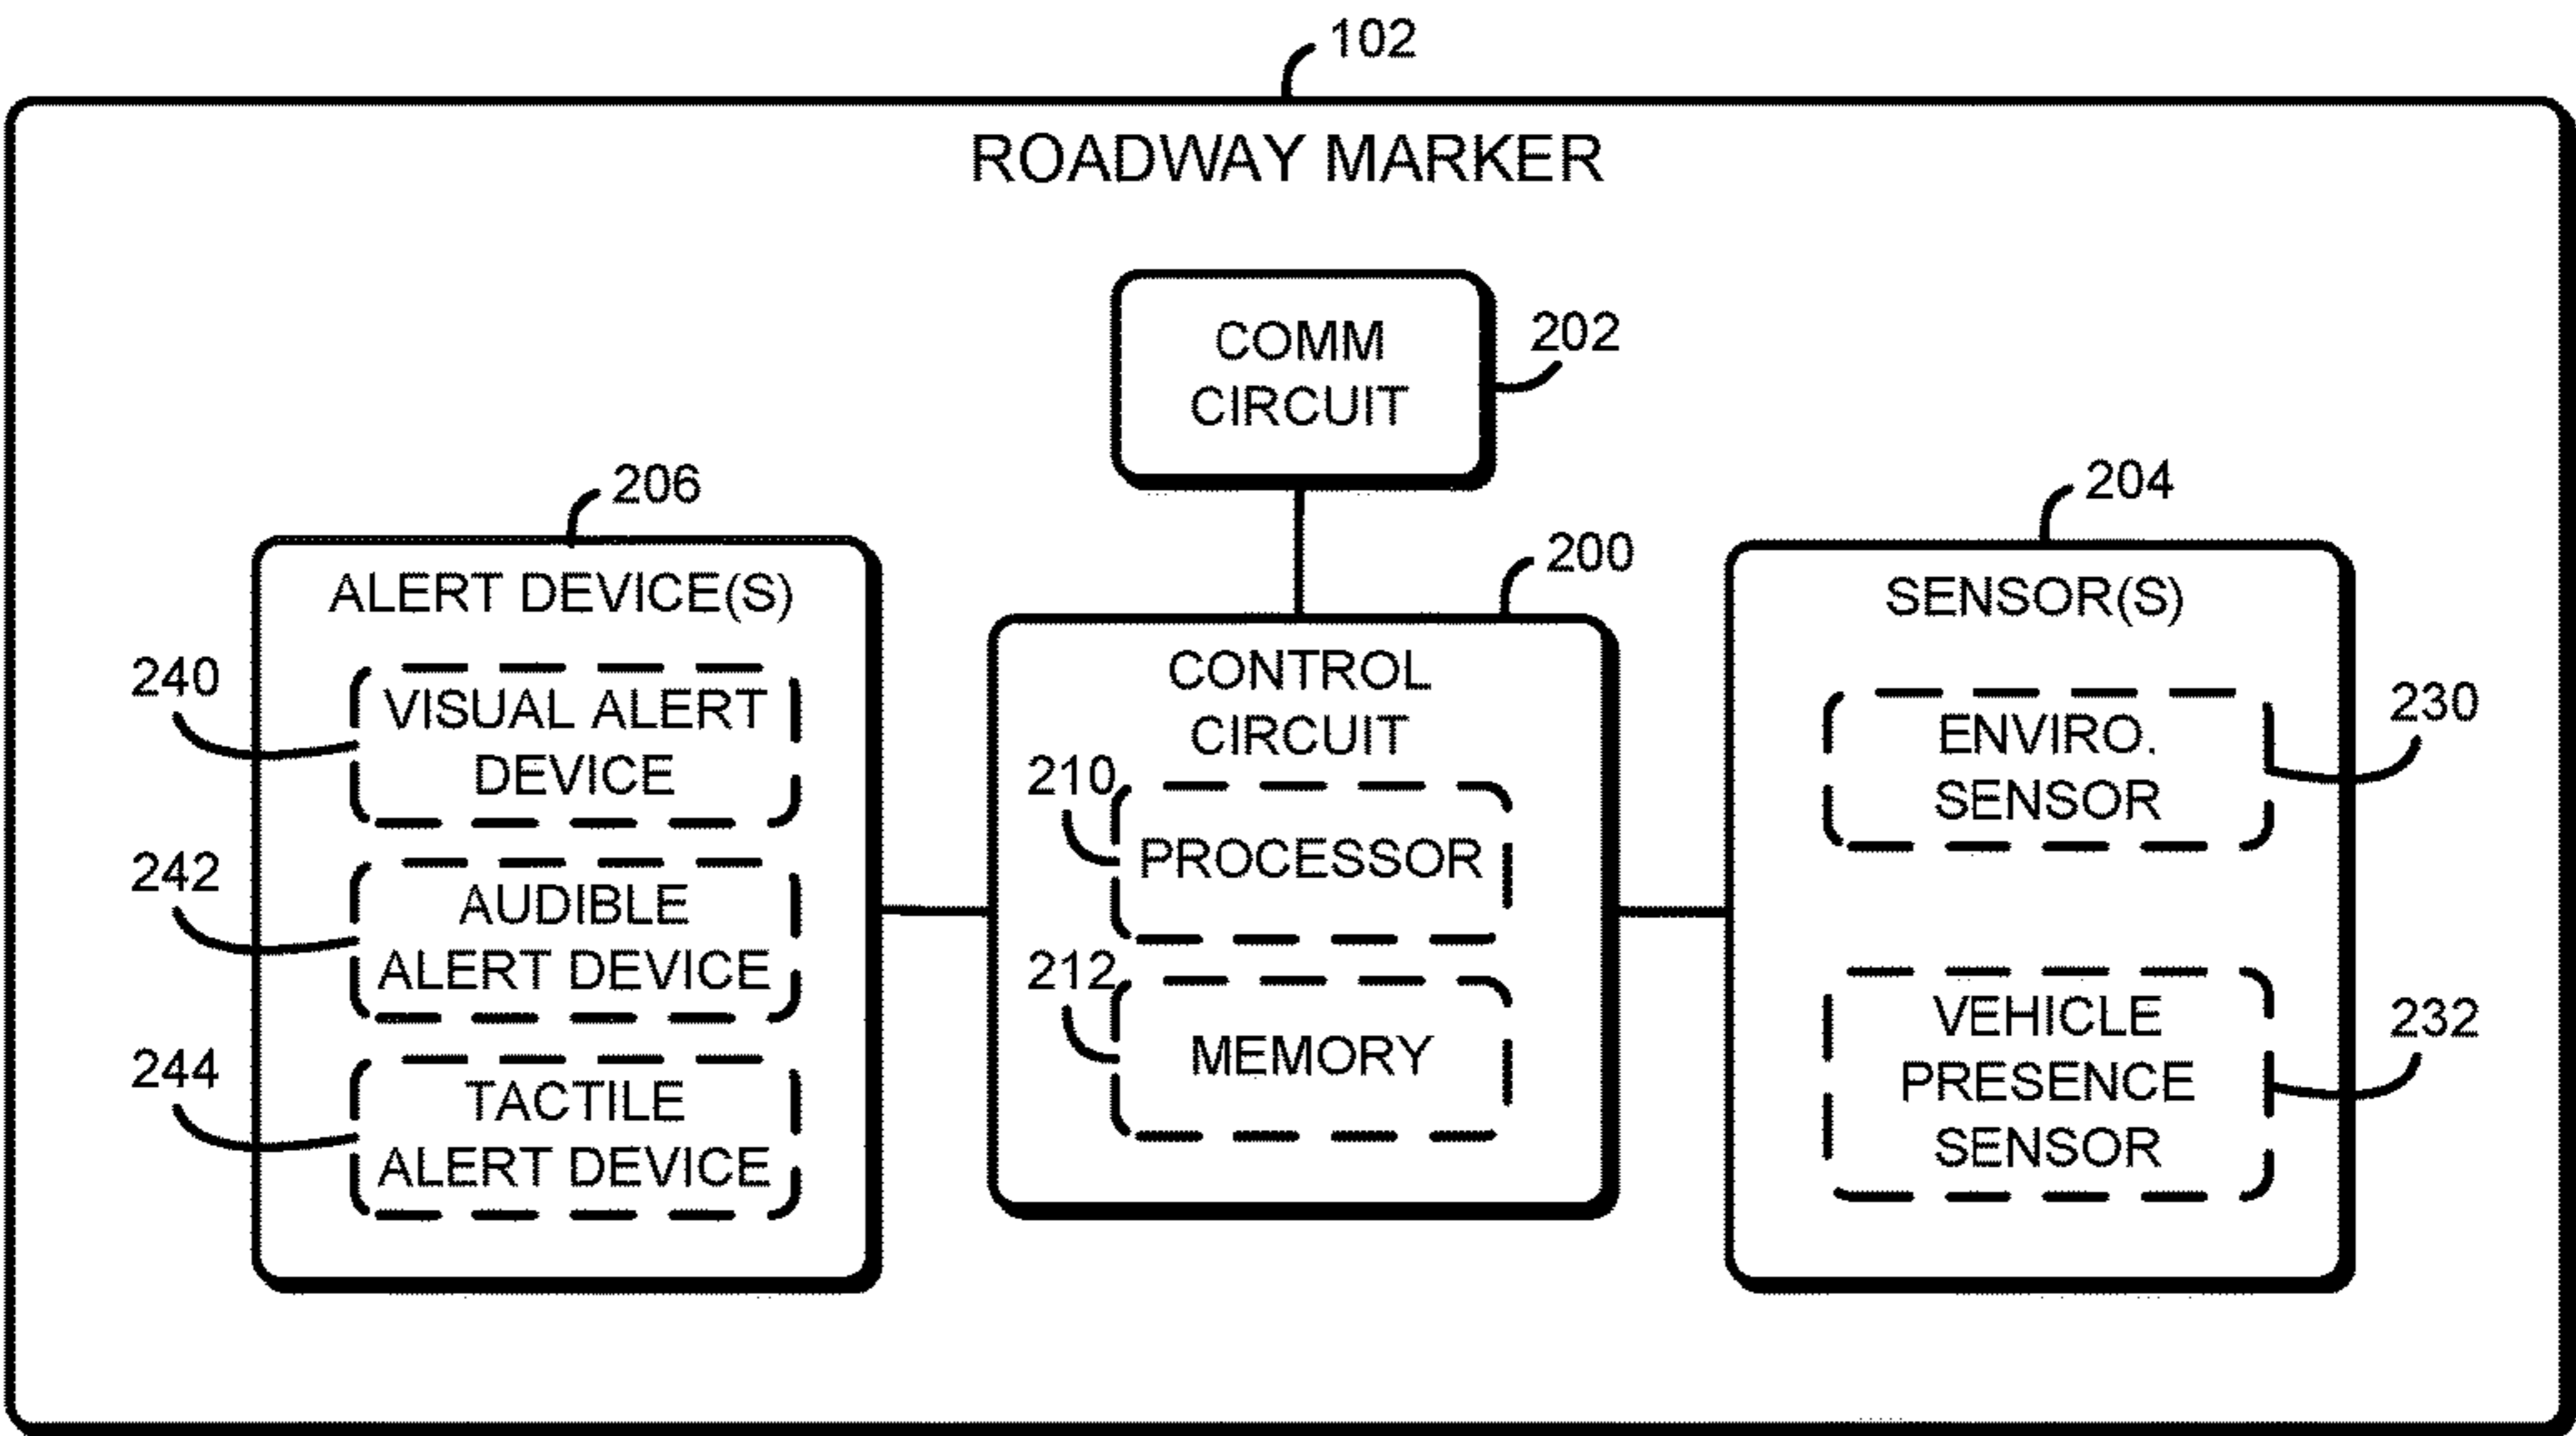 102
ROADWAY MARKER
COMM
CIRCUIT
202
206
ALERT DEVICE(S)
240
VISUAL ALERT
DEVICE
242
AUDIBLE
ALERT DEVICE
244
TACTILE
ALERT DEVICE
200
CONTROL
CIRCUIT
210
PROCESSOR
212
MEMORY
204
SENSOR(S)
ENVIRO.
SENSOR
230
VEHICLE
PRESENCE
SENSOR
232